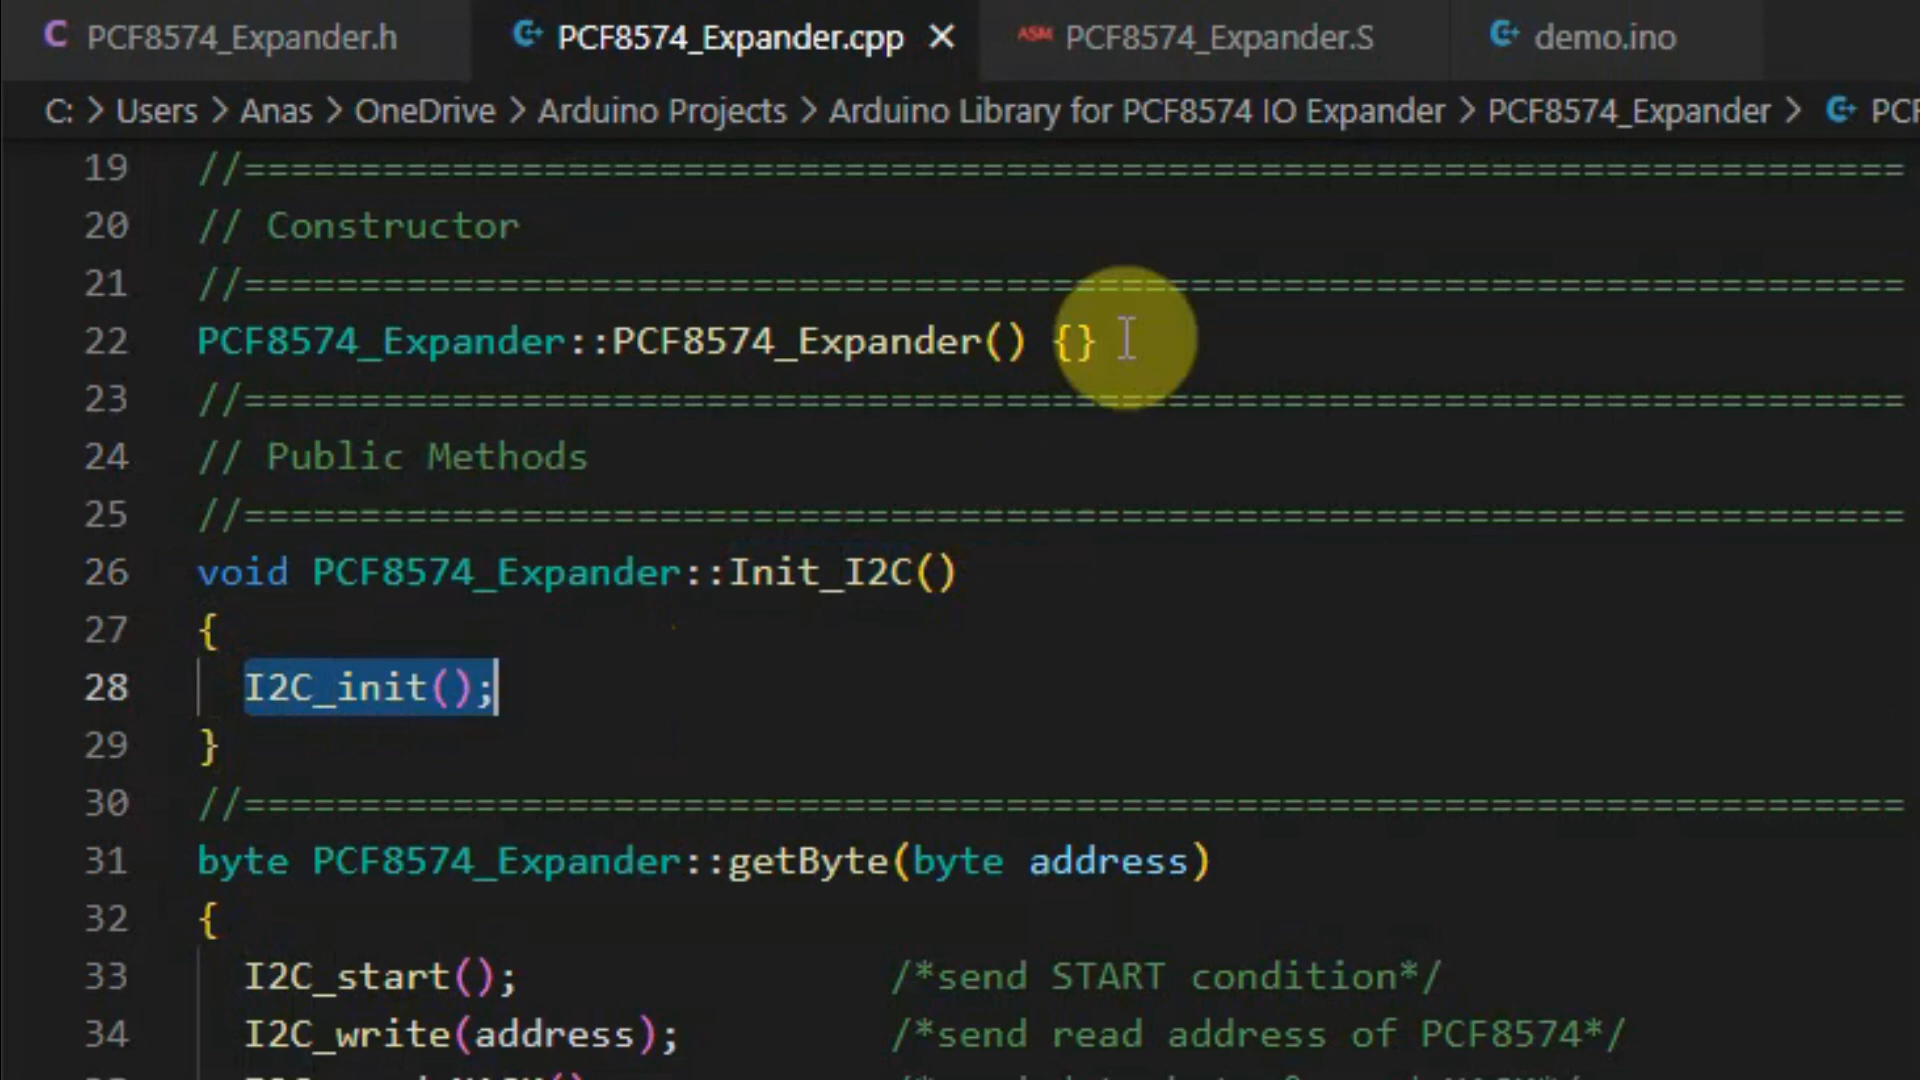 PCF8574_Expander.h PCF8574_Expander.cpp ASM PCF8574_Expander.S demo.ino
C: > Users > Anas > OneDrive > Arduino Projects > Arduino Library for PCF8574 IO Expander > PCF8574_Expander > PCF
19 //========================================================================
20 // Constructor
21 //========================================================================
22 PCF8574_Expander::PCF8574_Expander() {}
23 //========================================================================
24 // Public Methods
25 //========================================================================
26 void PCF8574_Expander::Init_I2C()
27 {
28 I2C_init();
29 }
30 //========================================================================
31 byte PCF8574_Expander::getByte(byte address)
32 {
33 I2C_start(); /*send START condition*/
34 I2C_write(address); /*send read address of PCF8574*/